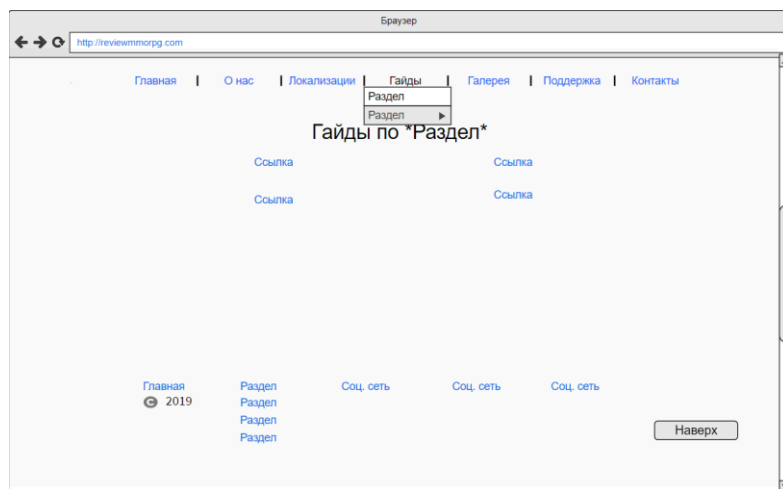 Браузер
http://reviewmmorpg.com
Главная | О нас | Локализации | Гайды | Галерея | Поддержка | Контакты
Раздел
Раздел
Гайды по *Раздел*
Ссылка Ссылка
Ссылка Ссылка
Главная Раздел Соц. сеть Соц. сеть Соц. сеть
© 2019 Раздел
Раздел
Раздел
Наверх